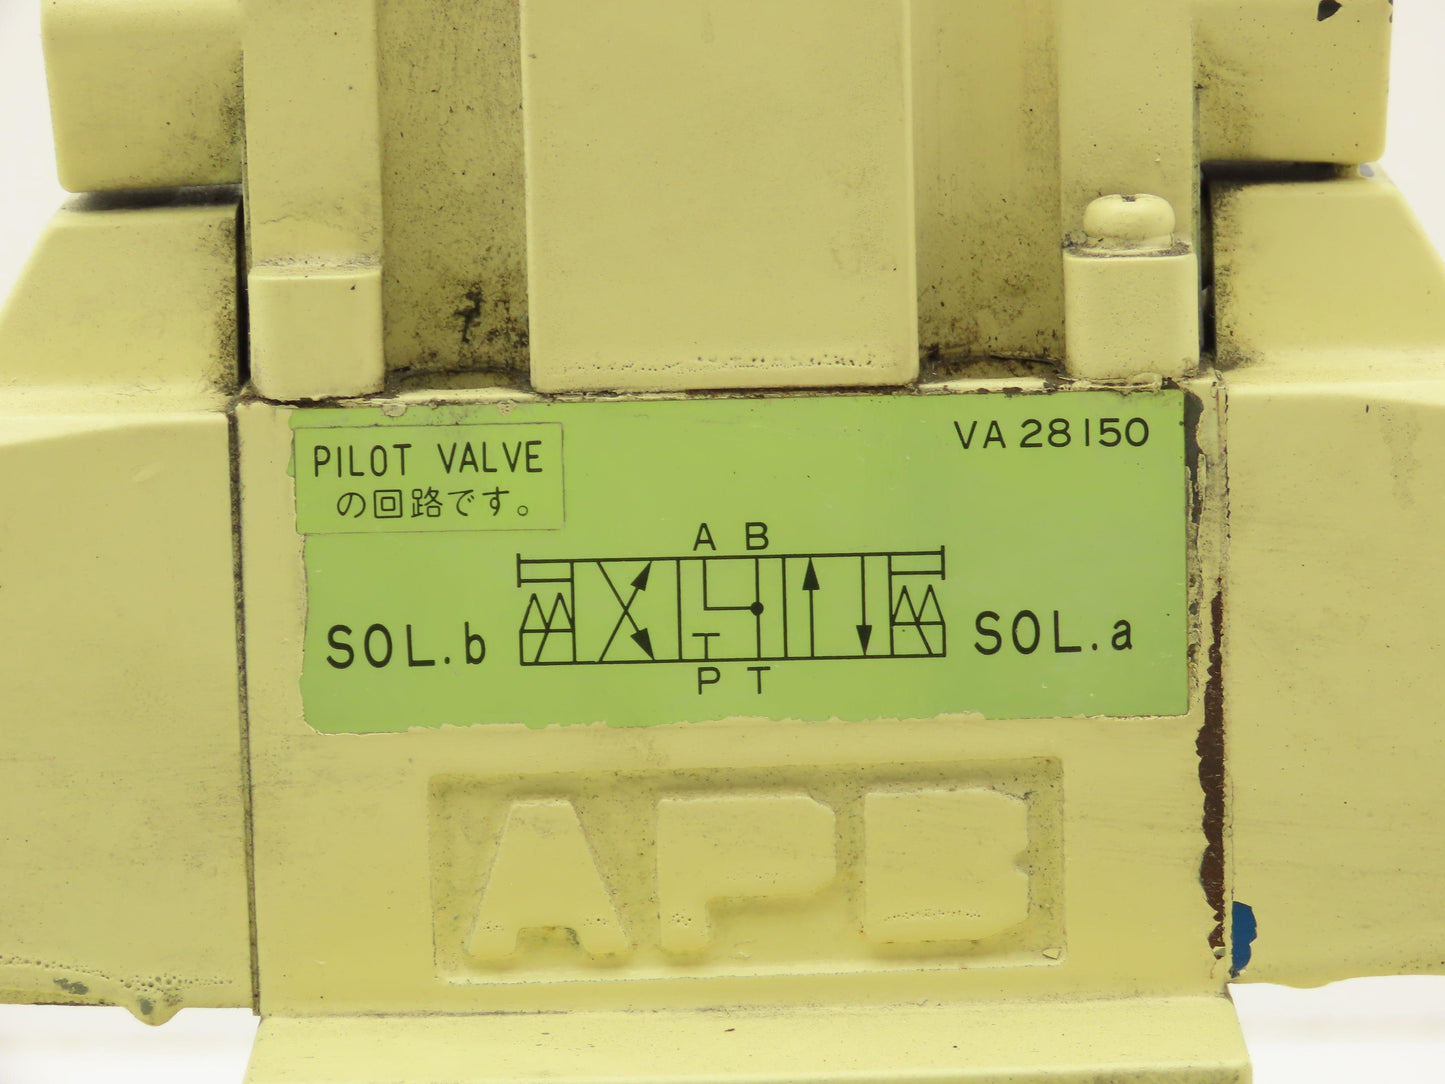 PILOT VALVE
の回路です。
VA 28150
A B
SOL.b
SOL.a
P T
APB